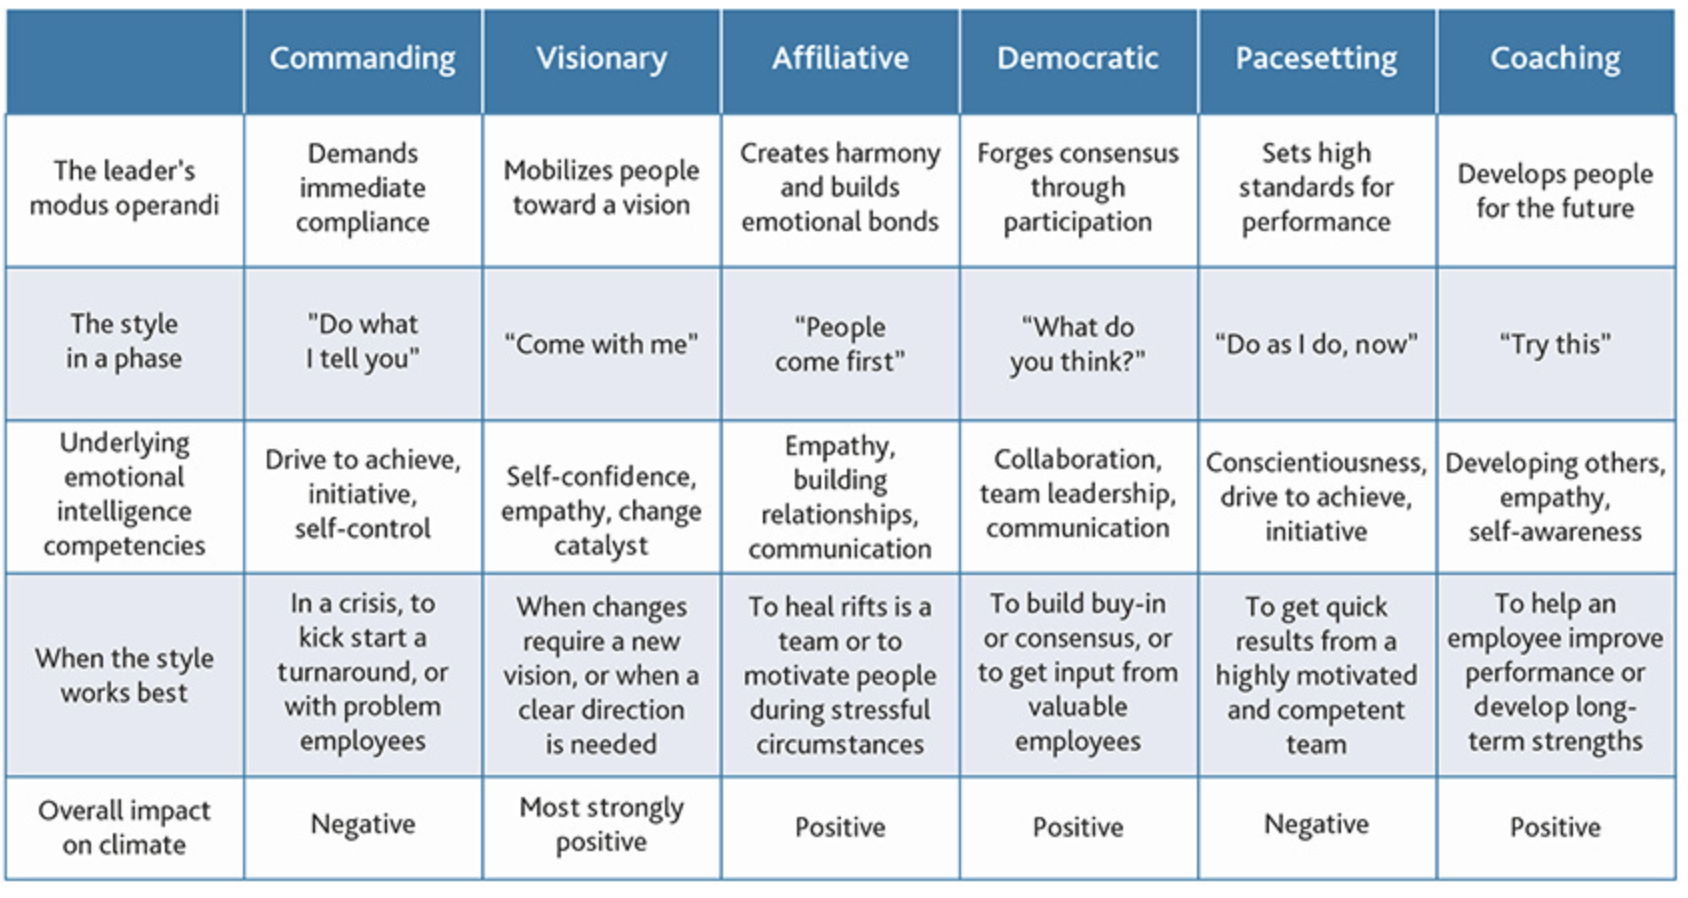 Commanding
Visionary
Affiliative
Democratic
Pacesetting
Coaching
The leader's
modus operandi
Demands
immediate
compliance
Mobilizes people
toward a vision
Creates harmony
and builds
emotional bonds
Forges consensus
through
participation
Sets high
standards for
performance
Develops people
for the future
The style
in a phase
"Do what
I tell you"
“Come with me”
“People
come first”
“What do
you think?”
“Do as I do, now”
“Try this”
Underlying
emotional
intelligence
competencies
Drive to achieve,
initiative,
self-control
Self-confidence,
empathy, change
catalyst
Empathy,
building
relationships,
communication
Collaboration,
team leadership,
communication
Conscientiousness,
drive to achieve,
initiative
Developing others,
empathy,
self-awareness
When the style
works best
In a crisis, to
kick start a
turnaround, or
with problem
employees
When changes
require a new
vision, or when a
clear direction
is needed
To heal rifts is a
team or to
motivate people
during stressful
circumstances
To build buy-in
or consensus, or
to get input from
valuable
employees
To get quick
results from a
highly motivated
and competent
team
To help an
employee improve
performance or
develop long-
term strengths
Overall impact
on climate
Negative
Most strongly
positive
Positive
Positive
Negative
Positive